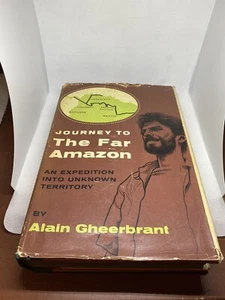 JOURNEY TO
The Far
Amazon
AN EXPEDITION
INTO UNKNOWN
TERRITORY
BY
Alain Gheerbrant